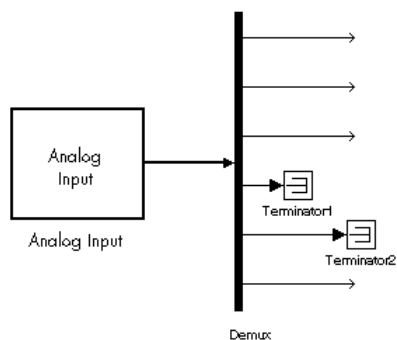 Analog
Input
Analog Input
Terminator1
Terminator2
Demux